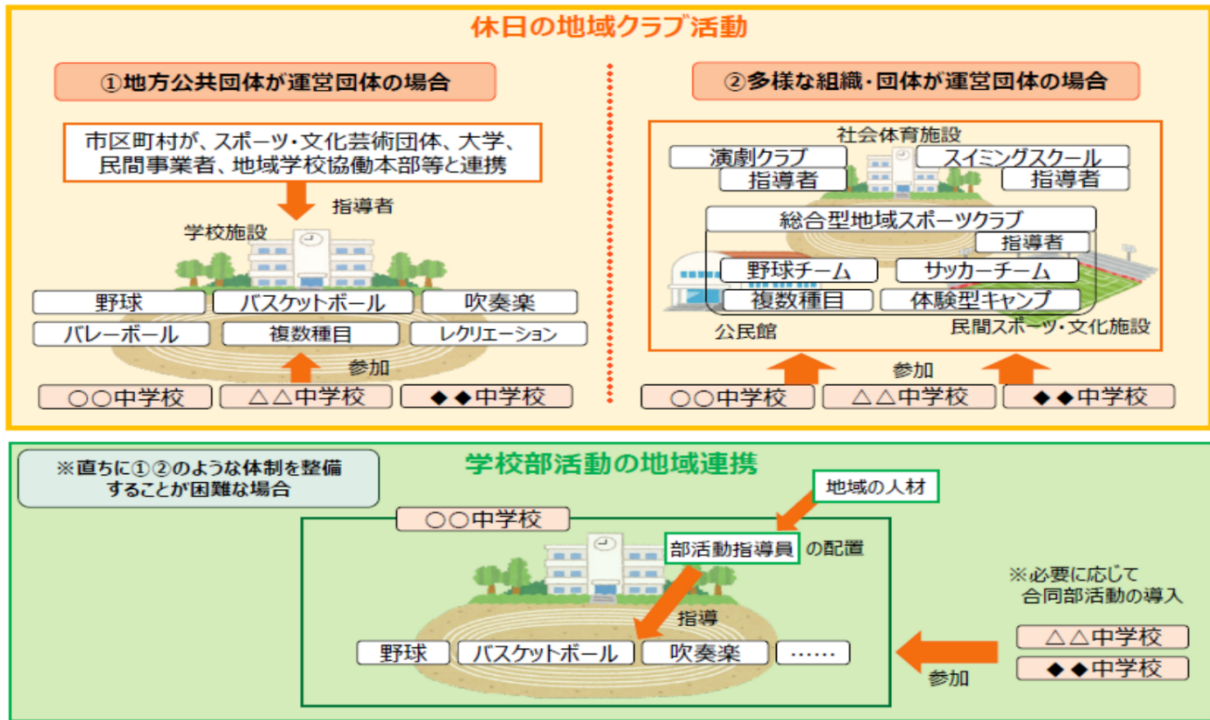 休日の地域クラブ活動
①地方公共団体が運営団体の場合
市区町村が、スポーツ・文化芸術団体、大学、
民間事業者、地域学校協働本部等と連携
指導者
学校施設
野球
バスケットボール
吹奏楽
バレーボール
複数種目
レクリエーション
参加
○○中学校
△△中学校
◆◆中学校
②多様な組織・団体が運営団体の場合
社会体育施設
演劇クラブ
指導者
スイミングスクール
指導者
総合型地域スポーツクラブ
指導者
野球チーム
サッカーチーム
複数種目
体験型キャンプ
公民館
民間スポーツ・文化施設
参加
○○中学校
△△中学校
◆◆中学校
※直ちに①②のような体制を整備
することが困難な場合
学校部活動の地域連携
地域の人材
○○中学校
部活動指導員 の配置
指導
野球
バスケットボール
吹奏楽
……
※必要に応じて
合同部活動の導入
△△中学校
◆◆中学校
参加